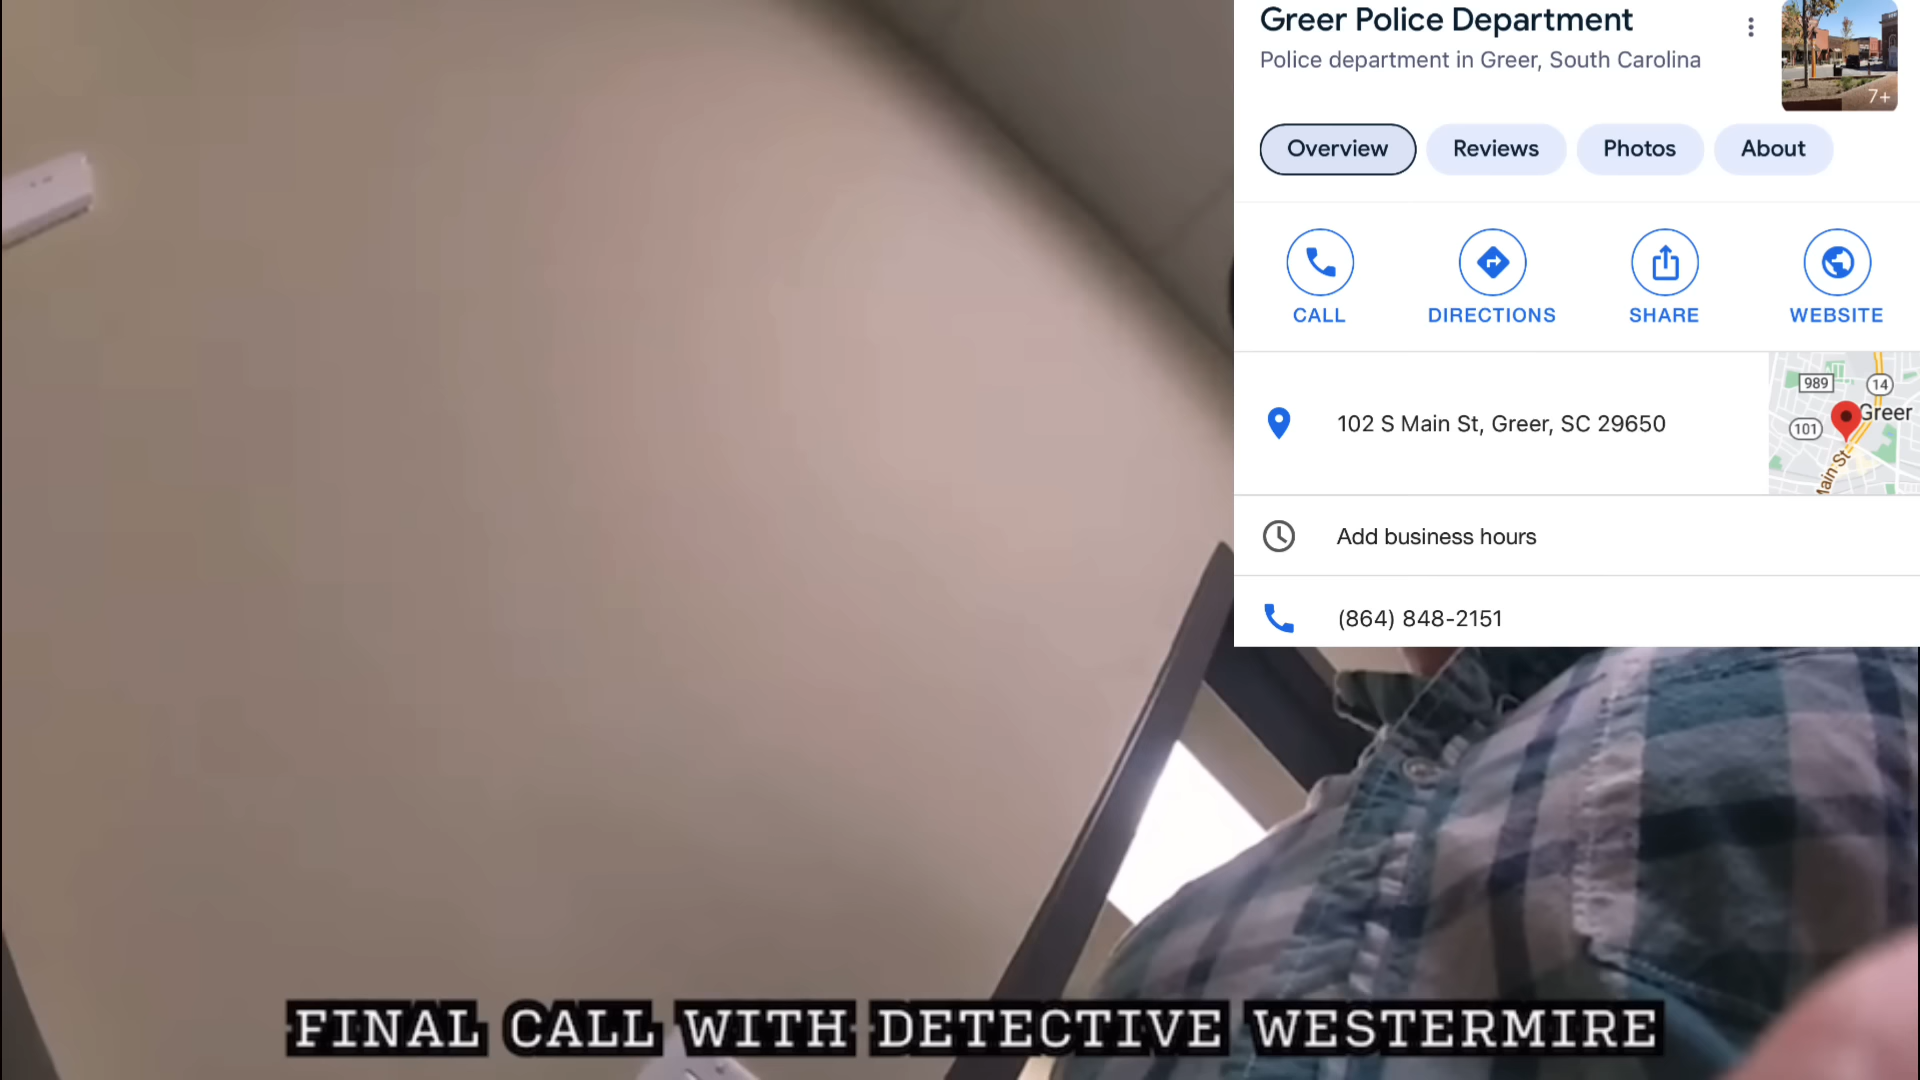 Greer Police Department
Police department in Greer, South Carolina
7+
Overview Reviews Photos About
CALL DIRECTIONS SHARE WEBSITE
102 S Main St, Greer, SC 29650
989
14
Greer
101
Main St
Add business hours
(864) 848-2151
FINAL CALL WITH DETECTIVE WESTERMIRE